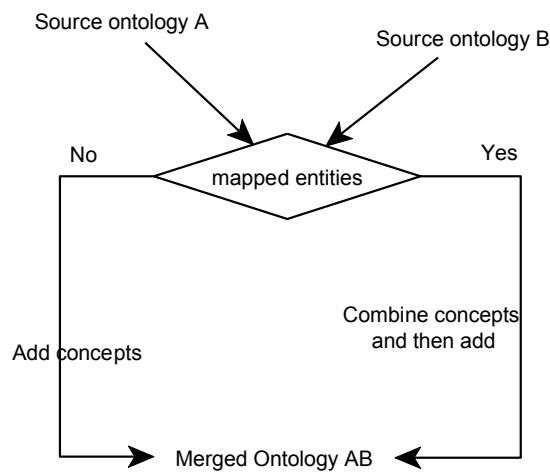 Source ontology A
Source ontology B
No
Yes
mapped entities
Combine concepts
and then add
Add concepts
Merged Ontology AB